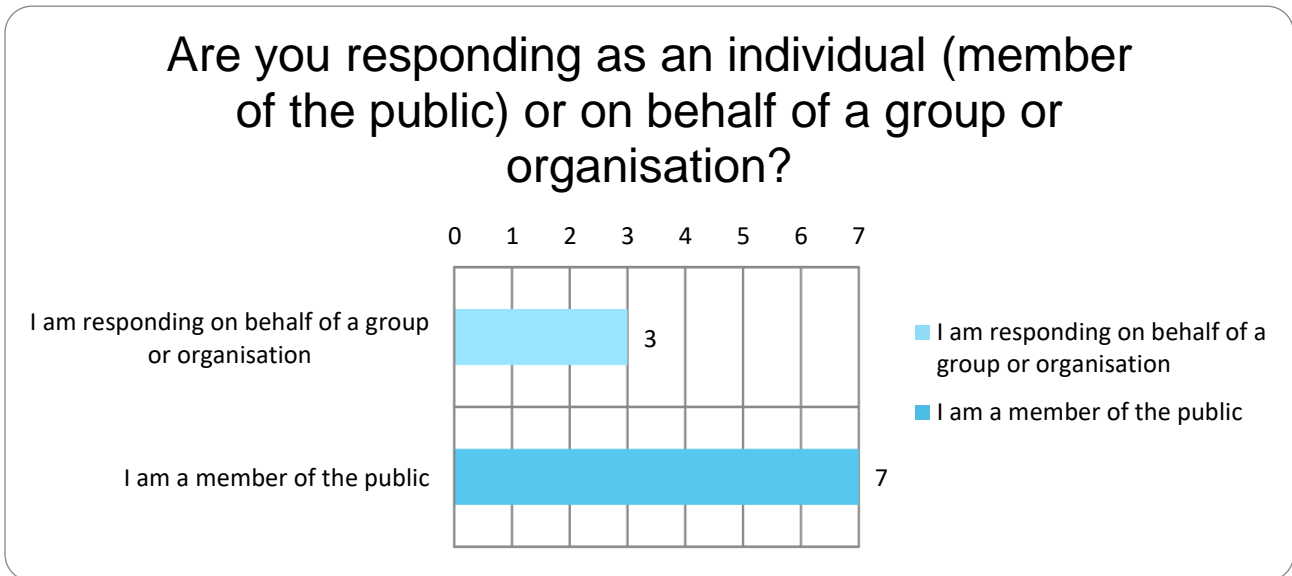 Are you responding as an individual (member
of the public) or on behalf of a group or
organisation?
0 1 2 3 4 5 6 7
I am responding on behalf of a group
or organisation
3
I am a member of the public
7
I am responding on behalf of a
group or organisation
I am a member of the public